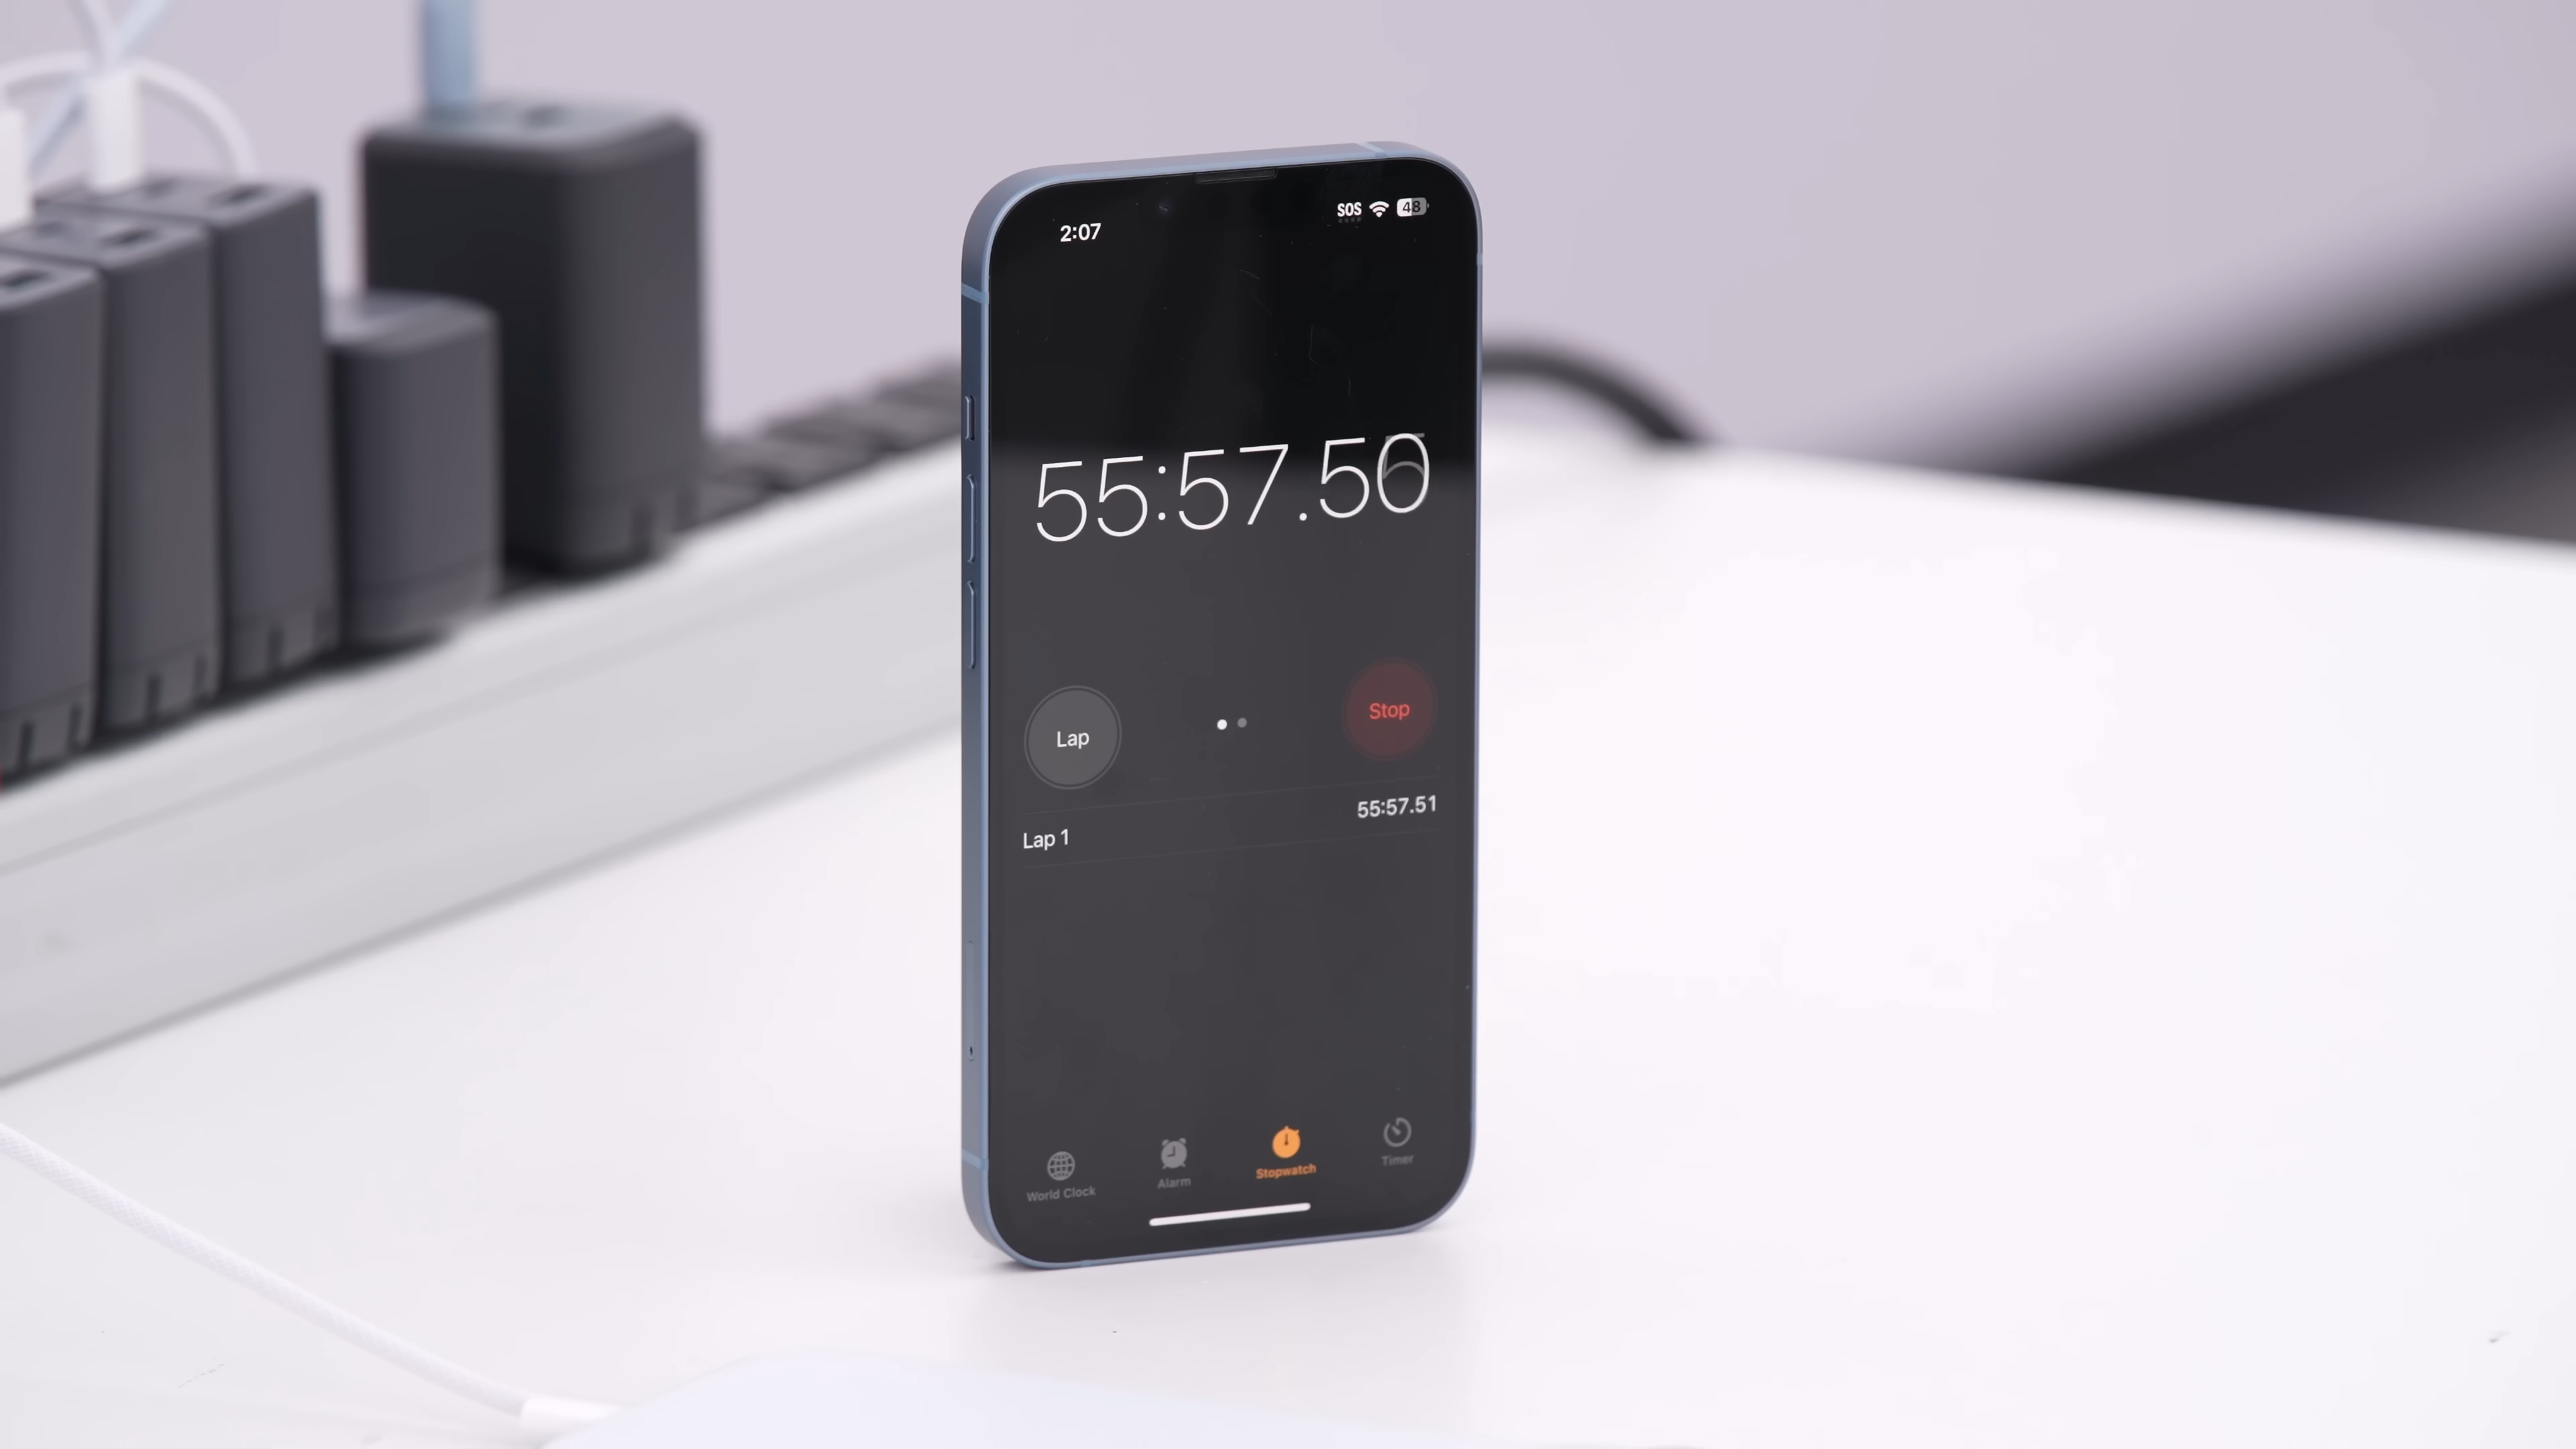 2:07
SOS 48
55:57.50
Lap
Stop
Lap 1
55:57.51
World Clock
Alarm
Stopwatch
Timer